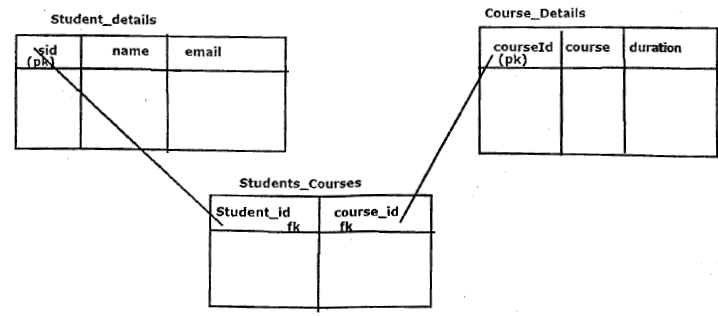 Student_details
sid name email
(pk)
Course_Details
courseId course duration
(pk)
Students_Courses
Student_id course_id
fk fk